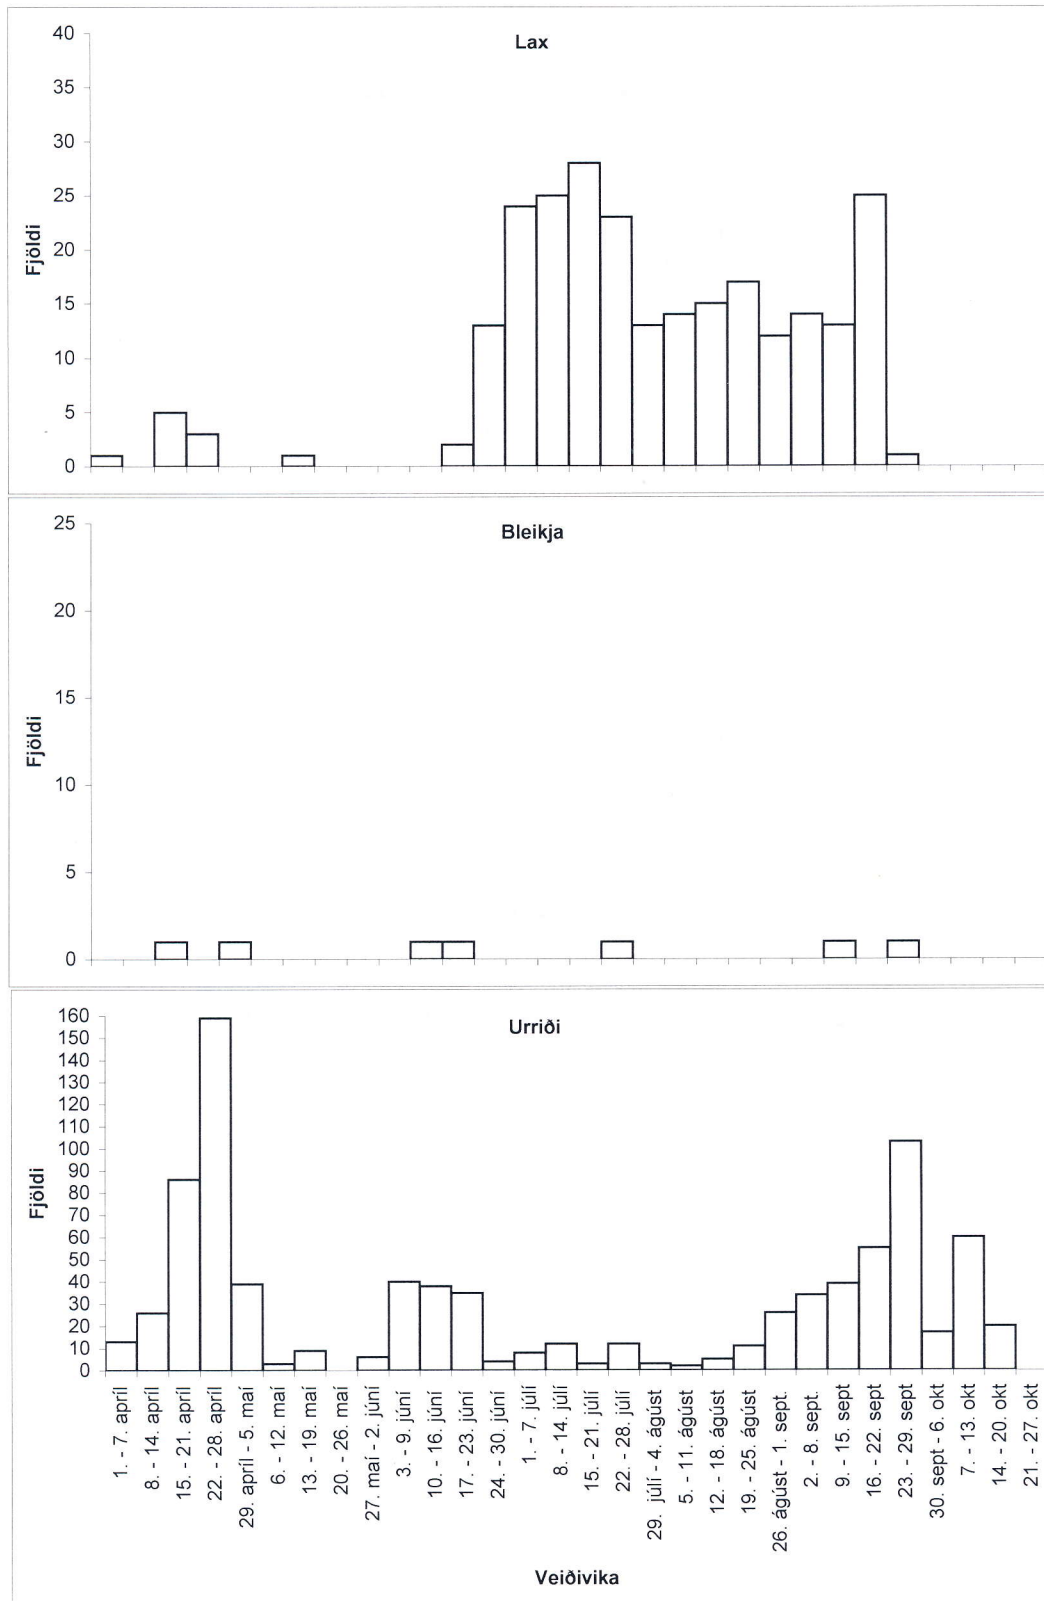 Lax
40
35
30
25
20
15
10
5
0
Fjöldi
Bleikja
25
20
15
10
5
0
Fjöldi
Urriði
160
150
140
130
120
110
100
90
80
70
60
50
40
30
20
10
0
Fjöldi
1. - 7. apríl
8. - 14. apríl
15. - 21. apríl
22. - 28. apríl
29. apríl - 5. maí
6. - 12. maí
13. - 19. maí
20. - 26. maí
27. maí - 2. júní
3. - 9. júní
10. - 16. júní
17. - 23. júní
24. - 30. júní
1. - 7. júlí
8. - 14. júlí
15. - 21. júlí
22. - 28. júlí
29. júlí - 4. ágúst
5. - 11. ágúst
12. - 18. ágúst
19. - 25. ágúst
26. ágúst - 1. sept.
2. - 8. sept.
9. - 15. sept
16. - 22. sept
23. - 29. sept
30. sept - 6. okt
7. - 13. okt
14. - 20. okt
21. - 27. okt
Veiðivika